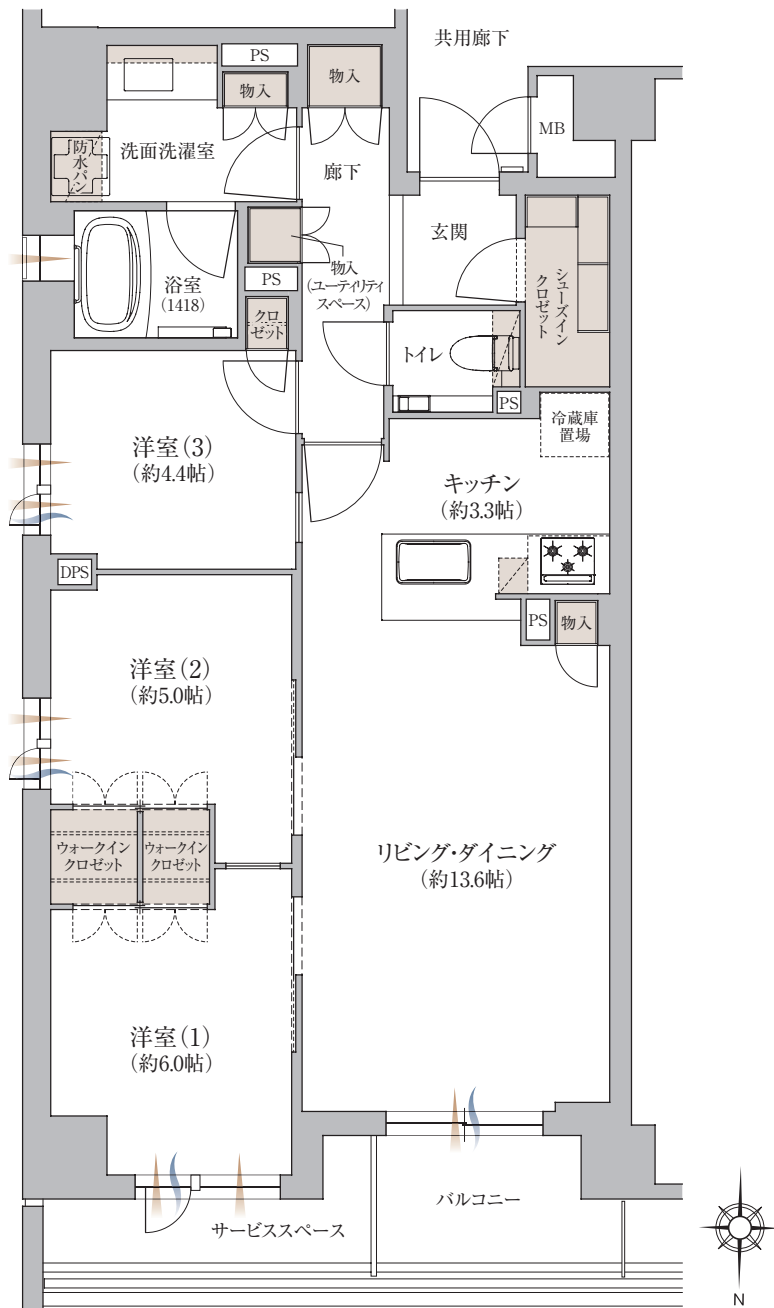 共用廊下
PS
物入
物入
MB
洗面洗濯室
防水パン
廊下
玄関
物入
(ユーティリティ
スペース)
シューズイン
クロゼット
浴室
(1418)
PS
クロ
ゼット
トイレ
PS
冷蔵庫
置場
洋室(3)
(約4.4帖)
キッチン
(約3.3帖)
DPS
PS
物入
洋室(2)
(約5.0帖)
ウォークイン
クロゼット
ウォークイン
クロゼット
リビング・ダイニング
(約13.6帖)
洋室(1)
(約6.0帖)
サービススペース
バルコニー
N